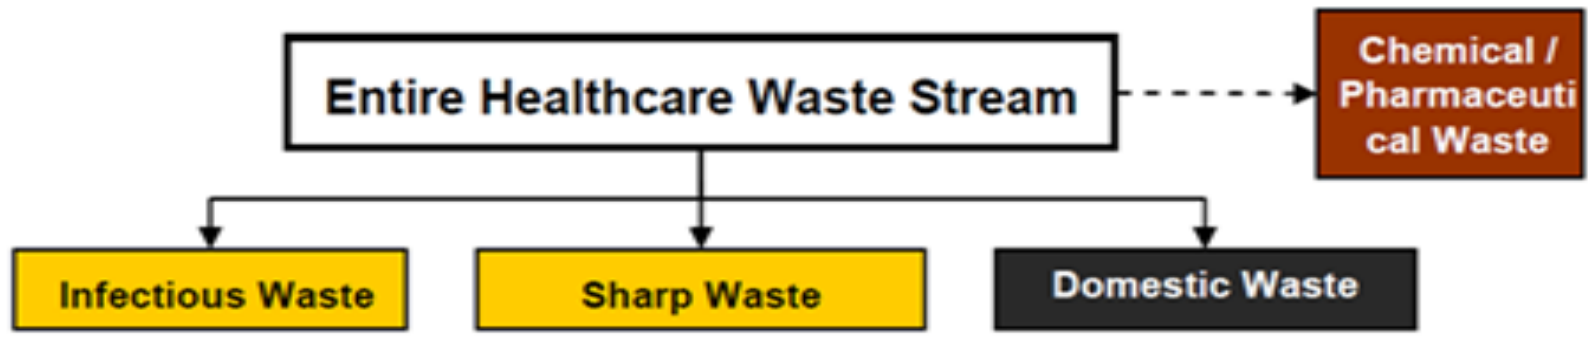 Entire Healthcare Waste Stream
Chemical /
Pharmaceuti
cal Waste
Infectious Waste
Sharp Waste
Domestic Waste